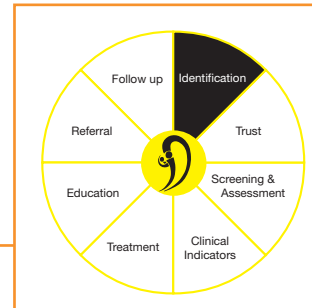 Identification
Trust
Screening &
Assessment
Clinical
Indicators
Treatment
Education
Referral
Follow up